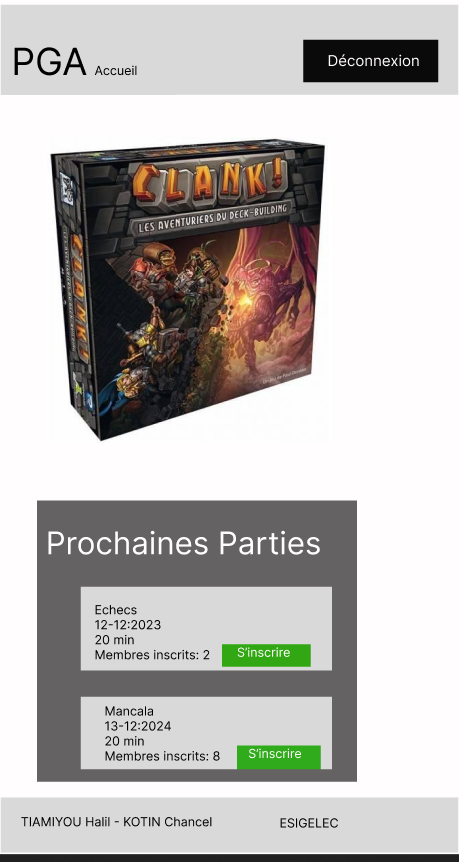 PGA Accueil
Déconnexion
CLANK!
LES AVENTURIERS DU DECK-BUILDING
CLANK!
Prochaines Parties
Echecs
12-12:2023
20 min
Membres inscrits: 2
S'inscrire
Mancala
13-12:2024
20 min
Membres inscrits: 8
S'inscrire
TIAMIYOU Halil - KOTIN Chancel
ESIGELEC